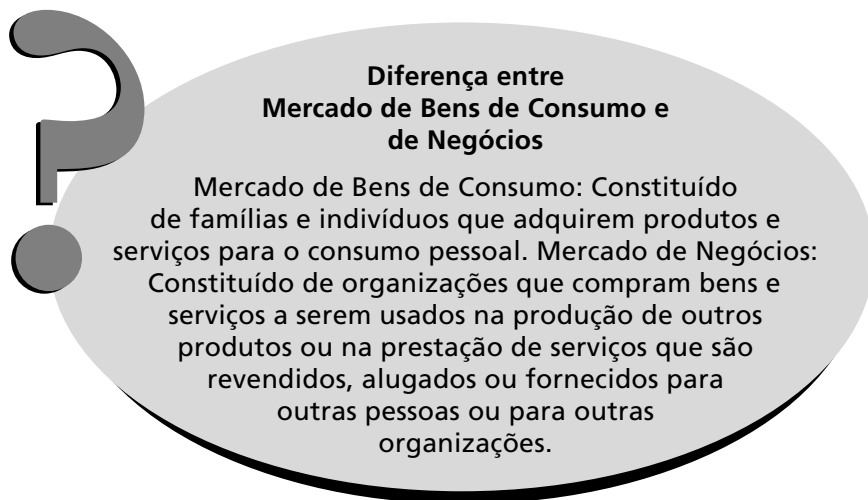 Diferença entre
Mercado de Bens de Consumo e
de Negócios
Mercado de Bens de Consumo: Constituído
de famílias e indivíduos que adquirem produtos e
serviços para o consumo pessoal. Mercado de Negócios:
Constituído de organizações que compram bens e
serviços a serem usados na produção de outros
produtos ou na prestação de serviços que são
revendidos, alugados ou fornecidos para
outras pessoas ou para outras
organizações.